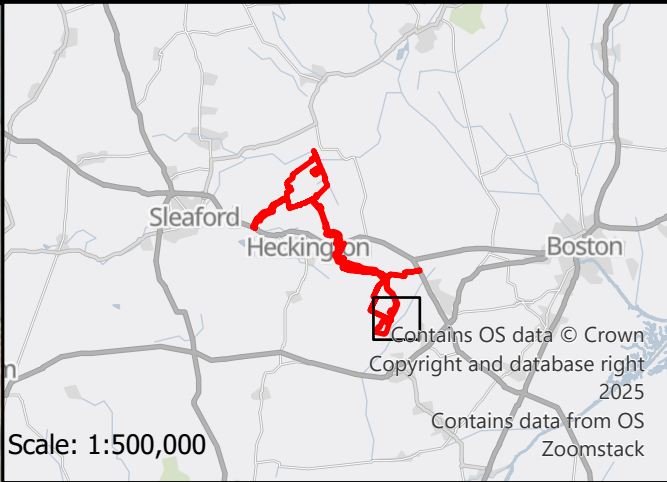 Sleaford
Heckington
Boston
Contains OS data © Crown
Copyright and database right
2025
Contains data from OS
Zoomstack
Scale: 1:500,000